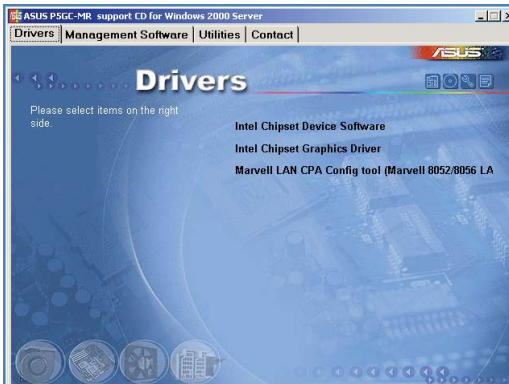 ASUS P5GC-MR support CD for Windows 2000 Server
Drivers Management Software Utilities Contact
ASUS
Drivers
Please select items on the right
side.
Intel Chipset Device Software
Intel Chipset Graphics Driver
Marvell LAN CPA Config tool (Marvell 8052/8056 LA